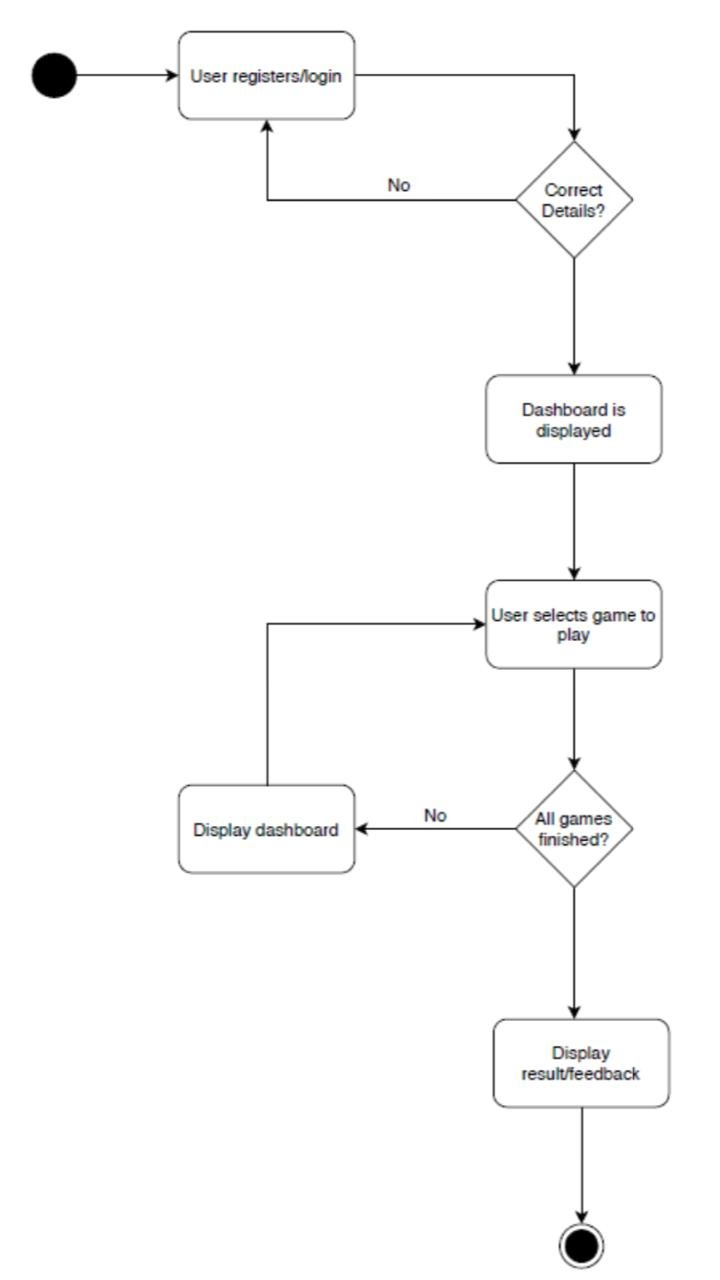 User registers/login
No
Correct
Details?
Dashboard is
displayed
User selects game to
play
Display dashboard
No
All games
finished?
Display
result/feedback